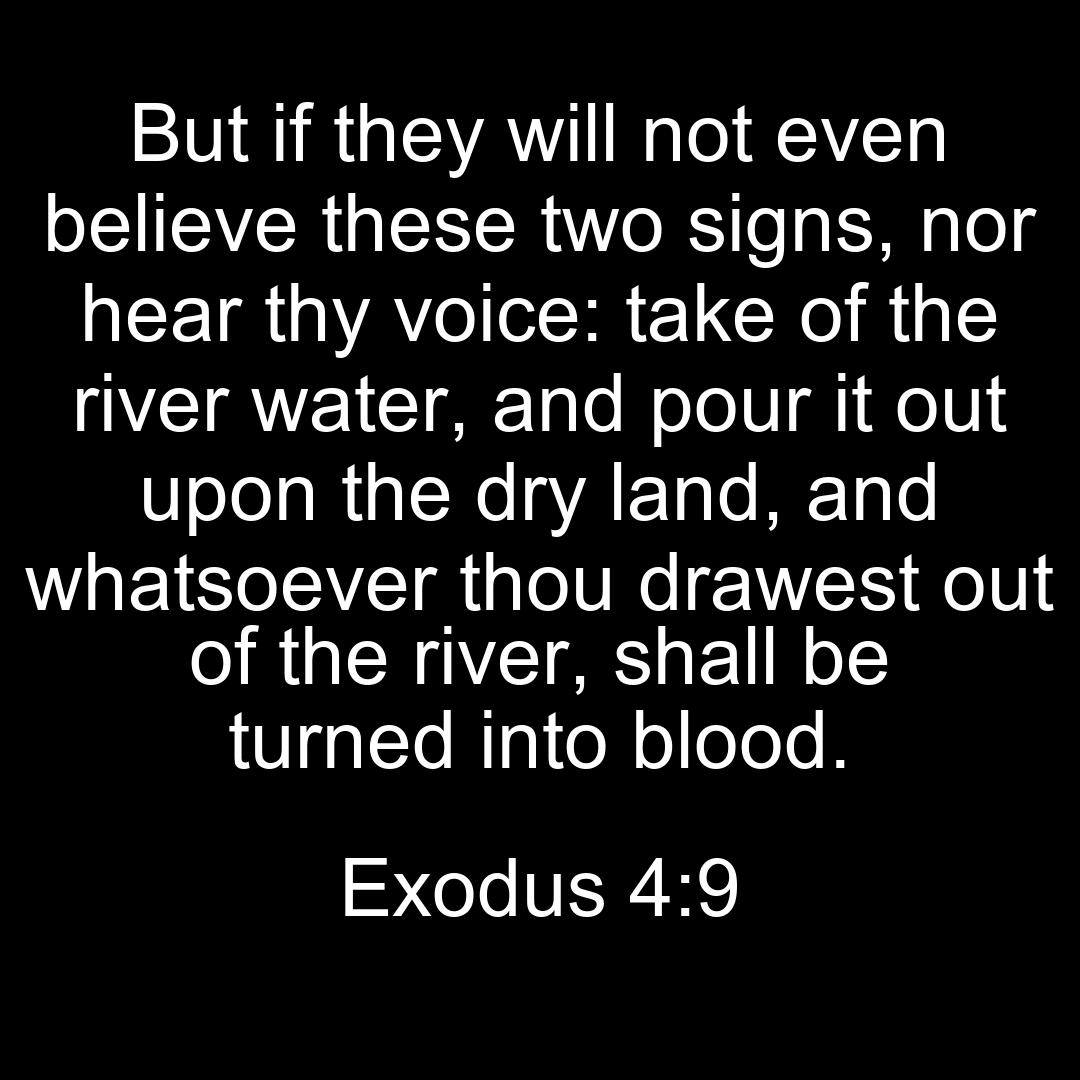 But if they will not even
believe these two signs, nor
hear thy voice: take of the
river water, and pour it out
upon the dry land, and
whatsoever thou drawest out
of the river, shall be
turned into blood.
Exodus 4:9